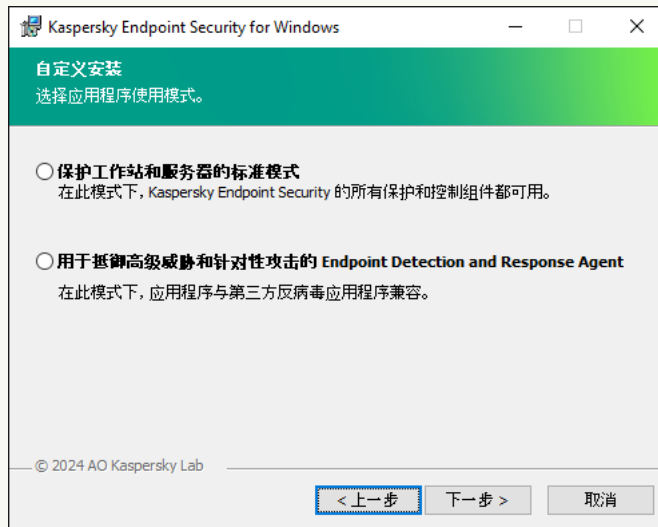 Kaspersky Endpoint Security for Windows
自定义安装
选择应用程序使用模式。
保护工作站和服务器的标准模式
在此模式下，Kaspersky Endpoint Security 的所有保护和控制组件都可用。
用于抵御高级威胁和针对性攻击的 Endpoint Detection and Response Agent
在此模式下，应用程序与第三方反病毒应用程序兼容。
© 2024 AO Kaspersky Lab
< 上一步 下一步 > 取消